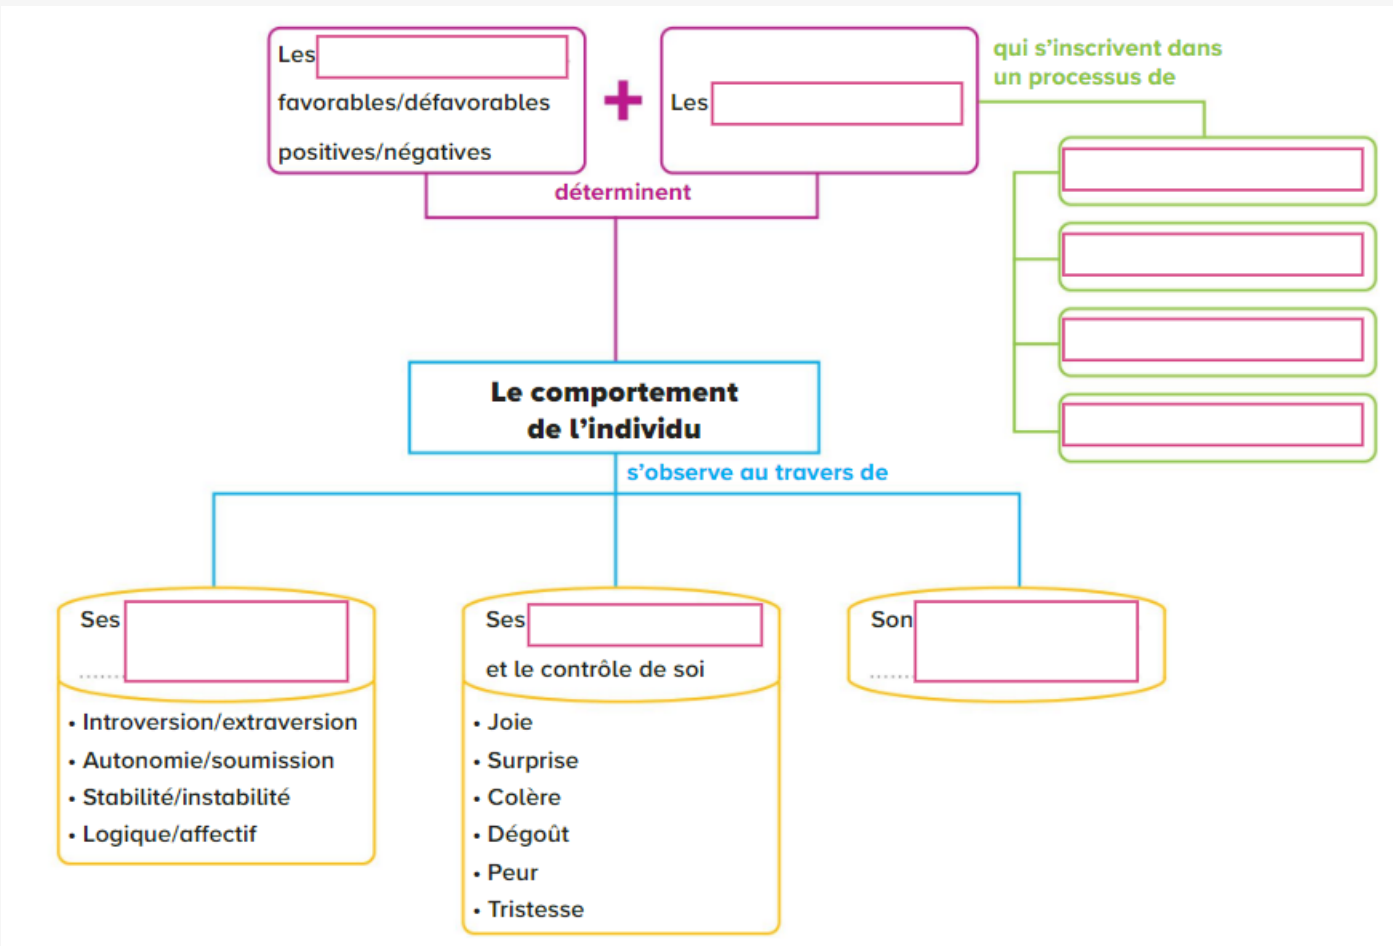 Les
favorables/défavorables
positives/négatives
+
Les
qui s'inscrivent dans
un processus de
déterminent
Le comportement
de l'individu
s'observe au travers de
Ses
........
• Introversion/extraversion
• Autonomie/soumission
• Stabilité/instabilité
• Logique/affectif
Ses
et le contrôle de soi
• Joie
• Surprise
• Colère
• Dégoût
• Peur
• Tristesse
Son
........